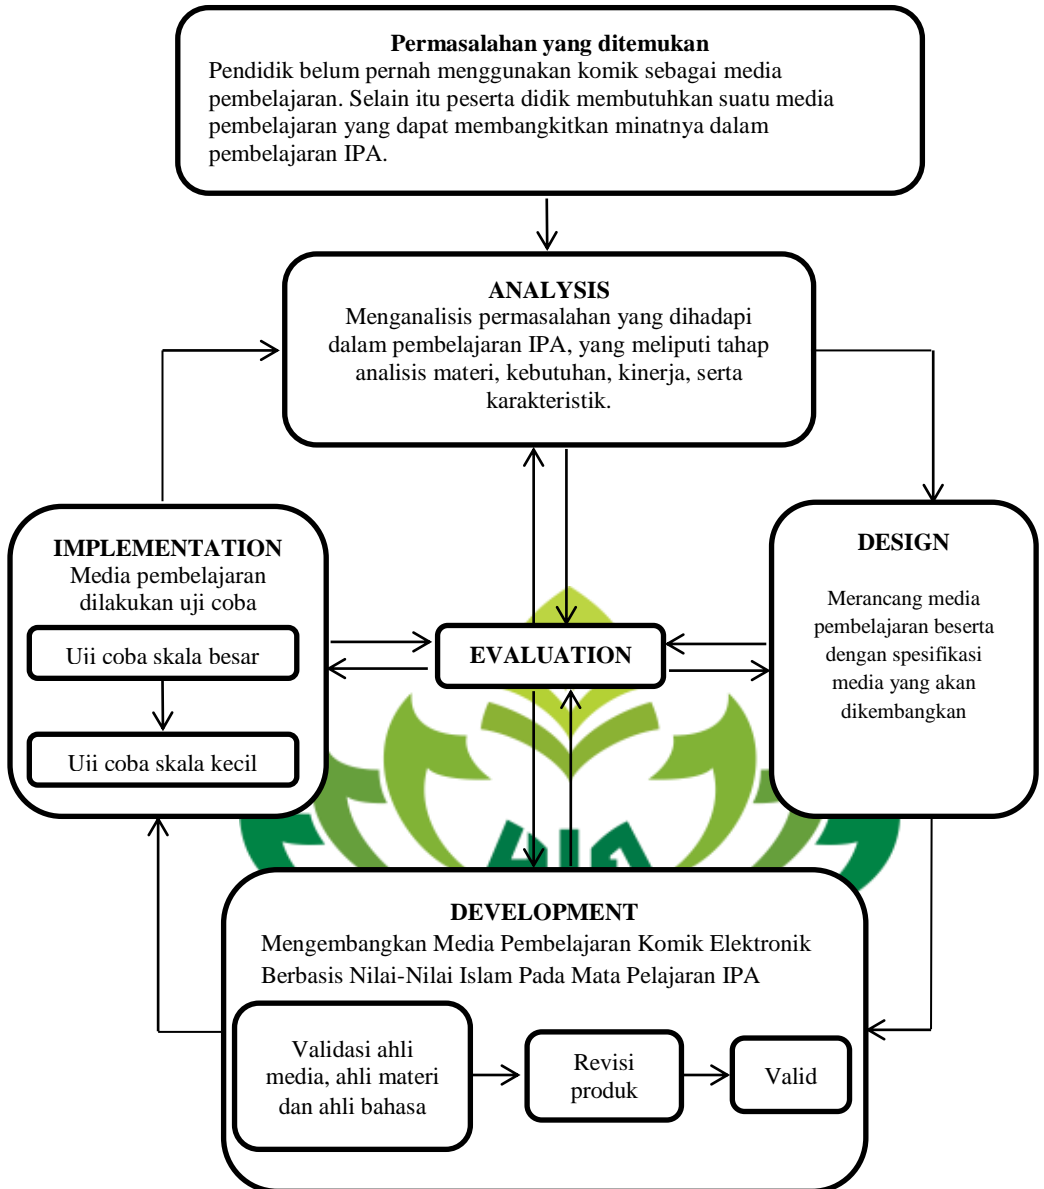 Permasalahan yang ditemukan
Pendidik belum pernah menggunakan komik sebagai media
pembelajaran. Selain itu peserta didik membutuhkan suatu media
pembelajaran yang dapat membangkitkan minatnya dalam
pembelajaran IPA.
ANALYSIS
Menganalisis permasalahan yang dihadapi
dalam pembelajaran IPA, yang meliputi tahap
analisis materi, kebutuhan, kinerja, serta
karakteristik.
IMPLEMENTATION
Media pembelajaran
dilakukan uji coba
Uji coba skala besar
Uji coba skala kecil
EVALUATION
DESIGN
Merancang media
pembelajaran beserta
dengan spesifikasi
media yang akan
dikembangkan
DEVELOPMENT
Mengembangkan Media Pembelajaran Komik Elektronik
Berbasis Nilai-Nilai Islam Pada Mata Pelajaran IPA
Validasi ahli
media, ahli materi
dan ahli bahasa
Revisi
produk
Valid